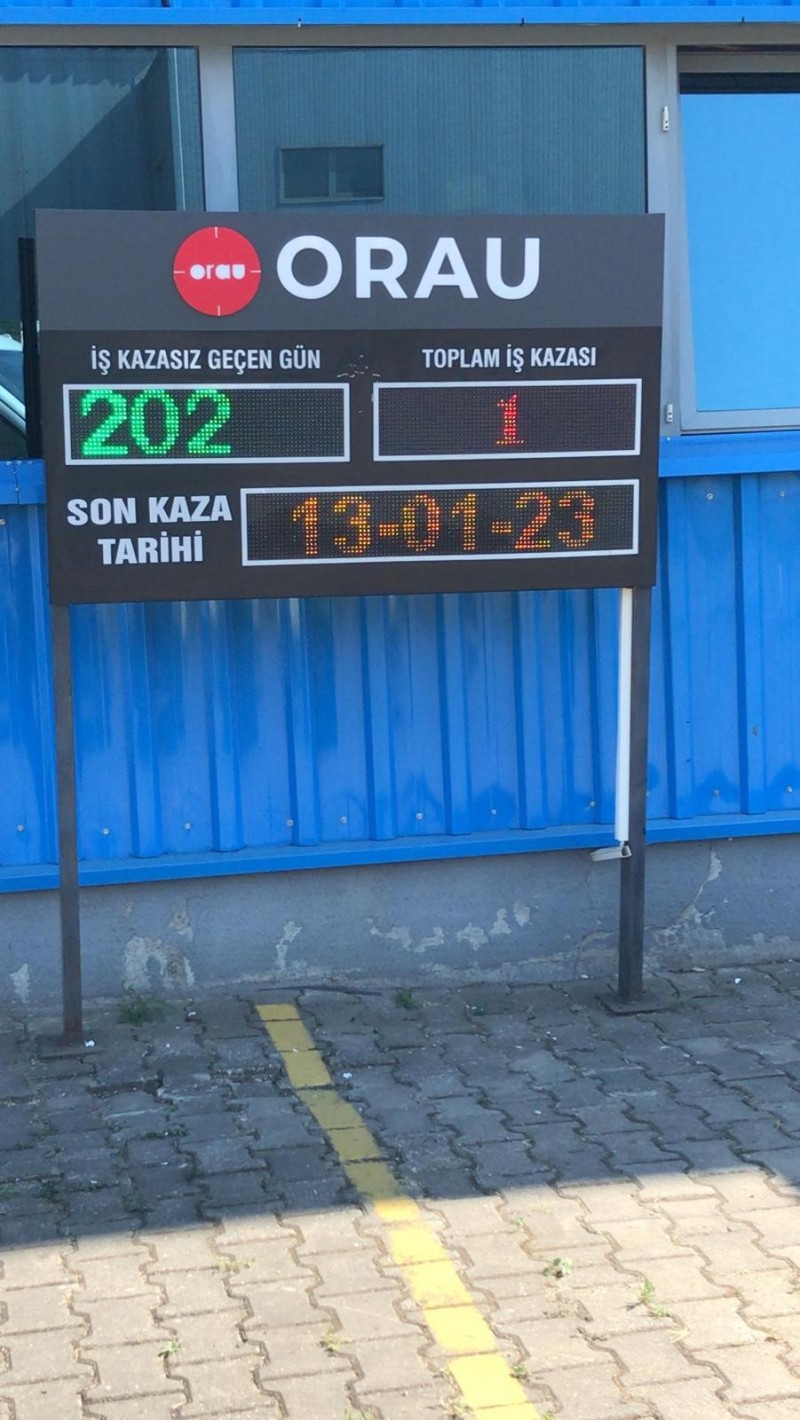 orau ORAU
İŞ KAZASIZ GEÇEN GÜN
202
TOPLAM İŞ KAZASI
1
SON KAZA
TARİHİ
13-01-23